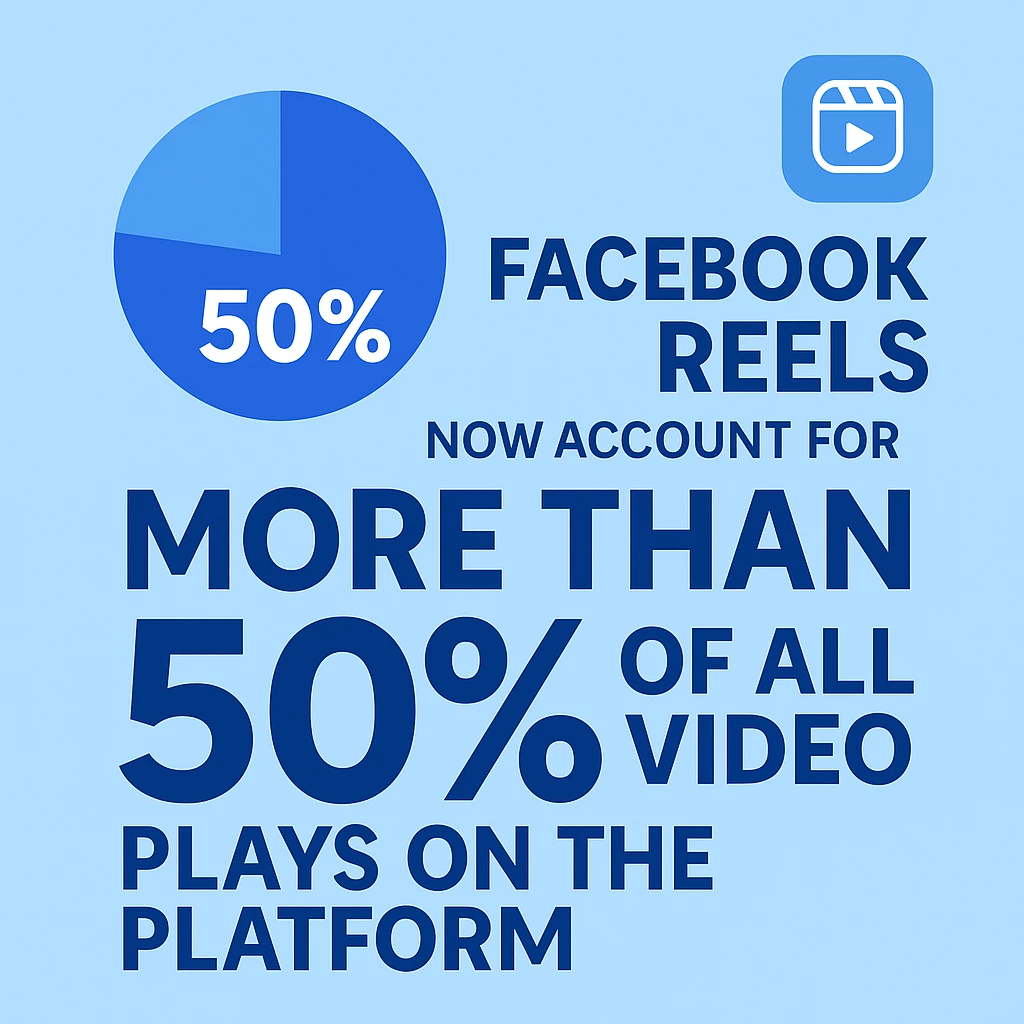 50%
FACEBOOK
REELS
NOW ACCOUNT FOR
MORE THAN
50% OF ALL
VIDEO
PLAYS ON THE
PLATFORM